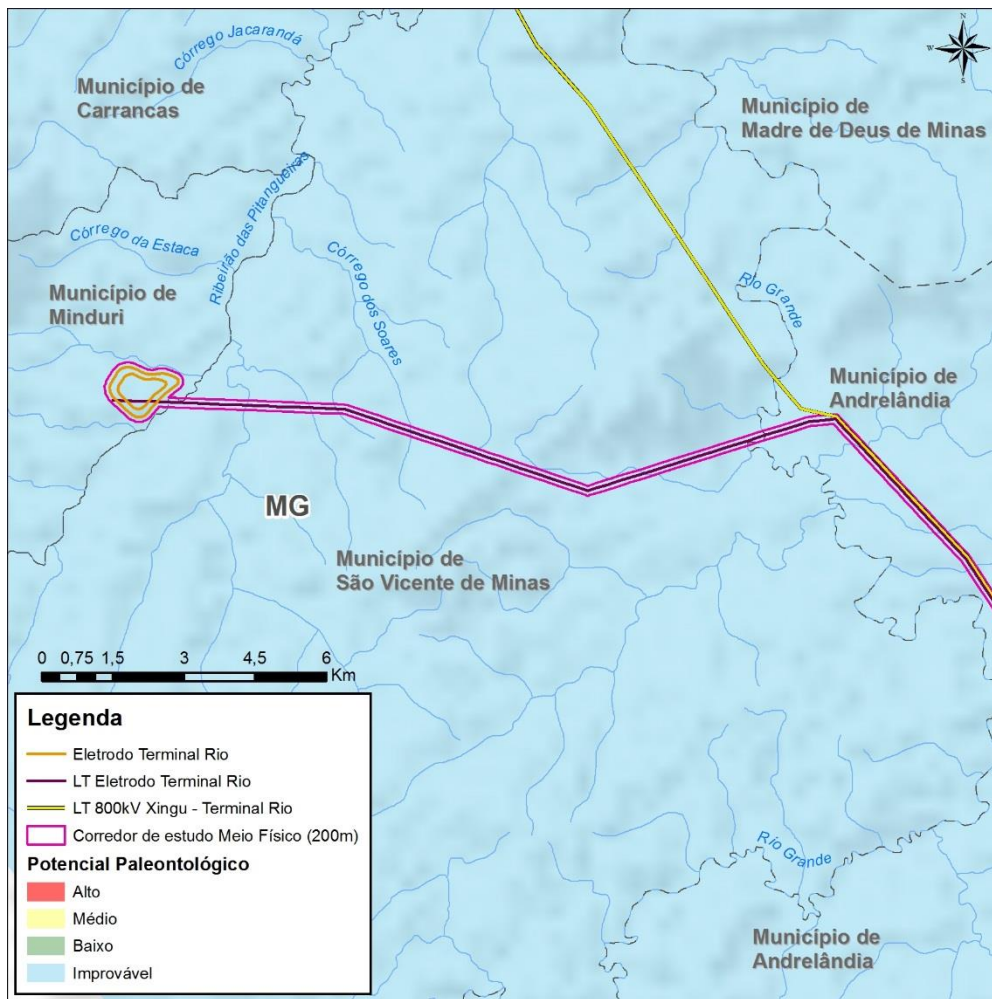 N
W
S
Córrego Jacarandá
Município de
Carrancas
Município de
Madre de Deus de Minas
Ribeirão das Pitangueiras
Córrego da Estaca
Córrego dos Soares
Município de
Minduri
Rio Grande
Município de
Andrelândia
MG
Município de
São Vicente de Minas
0 0,75 1,5 3 4,5 6
Km
Legenda
Eletrodo Terminal Rio
LT Eletrodo Terminal Rio
LT 800kV Xingu - Terminal Rio
Corredor de estudo Meio Físico (200m)
Potencial Paleontológico
Alto
Médio
Baixo
Improvável
Rio Grande
Município de
Andrelândia